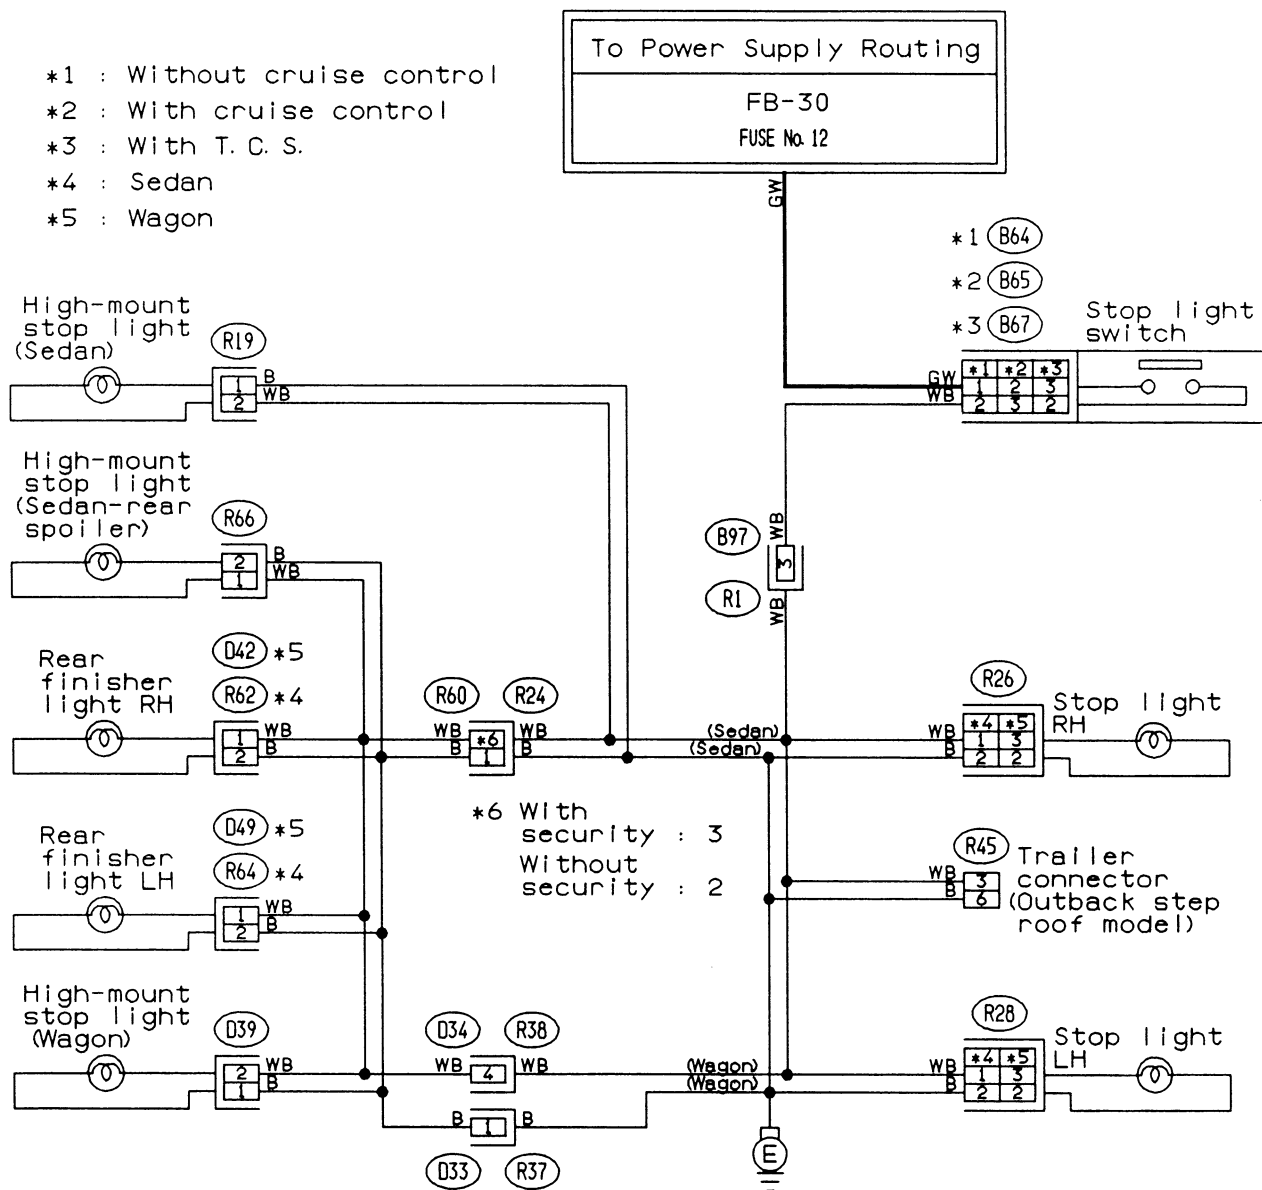 To Power Supply Routing
FB-30
FUSE No. 12
*1 : Without cruise control
*2 : With cruise control
*3 : With T. C. S.
*4 : Sedan
*5 : Wagon
GW
*1 B64
*2 B65
*3 B67
Stop light
switch
GW
WB
*1 *2 *3
1 2 3
2 3 2
High-mount
stop light
(Sedan)
R19
1 B
2 WB
High-mount
stop light
(Sedan-rear
spoiler)
R66
2 B
1 WB
WB
B97
3
R1
WB
Rear
finisher
light RH
D42 *5
R62 *4
1 WB
2 B
R60 R24
WB *6 WB
B 1 B
(Sedan)
(Sedan)
R26
Stop light
RH
WB
B
*4 *5
1 3
2 2
*6 With
security : 3
Without
security : 2
Rear
finisher
light LH
D49 *5
R64 *4
1 WB
2 B
R45
WB 3
B 6
Trailer
connector
(Outback step
roof model)
High-mount
stop light
(Wagon)
D39
2 WB
1 B
D34 R38
WB 4 WB
(Wagon)
(Wagon)
B 1 B
D33 R37
R28
Stop light
LH
WB
B
*4 *5
1 3
2 2
E